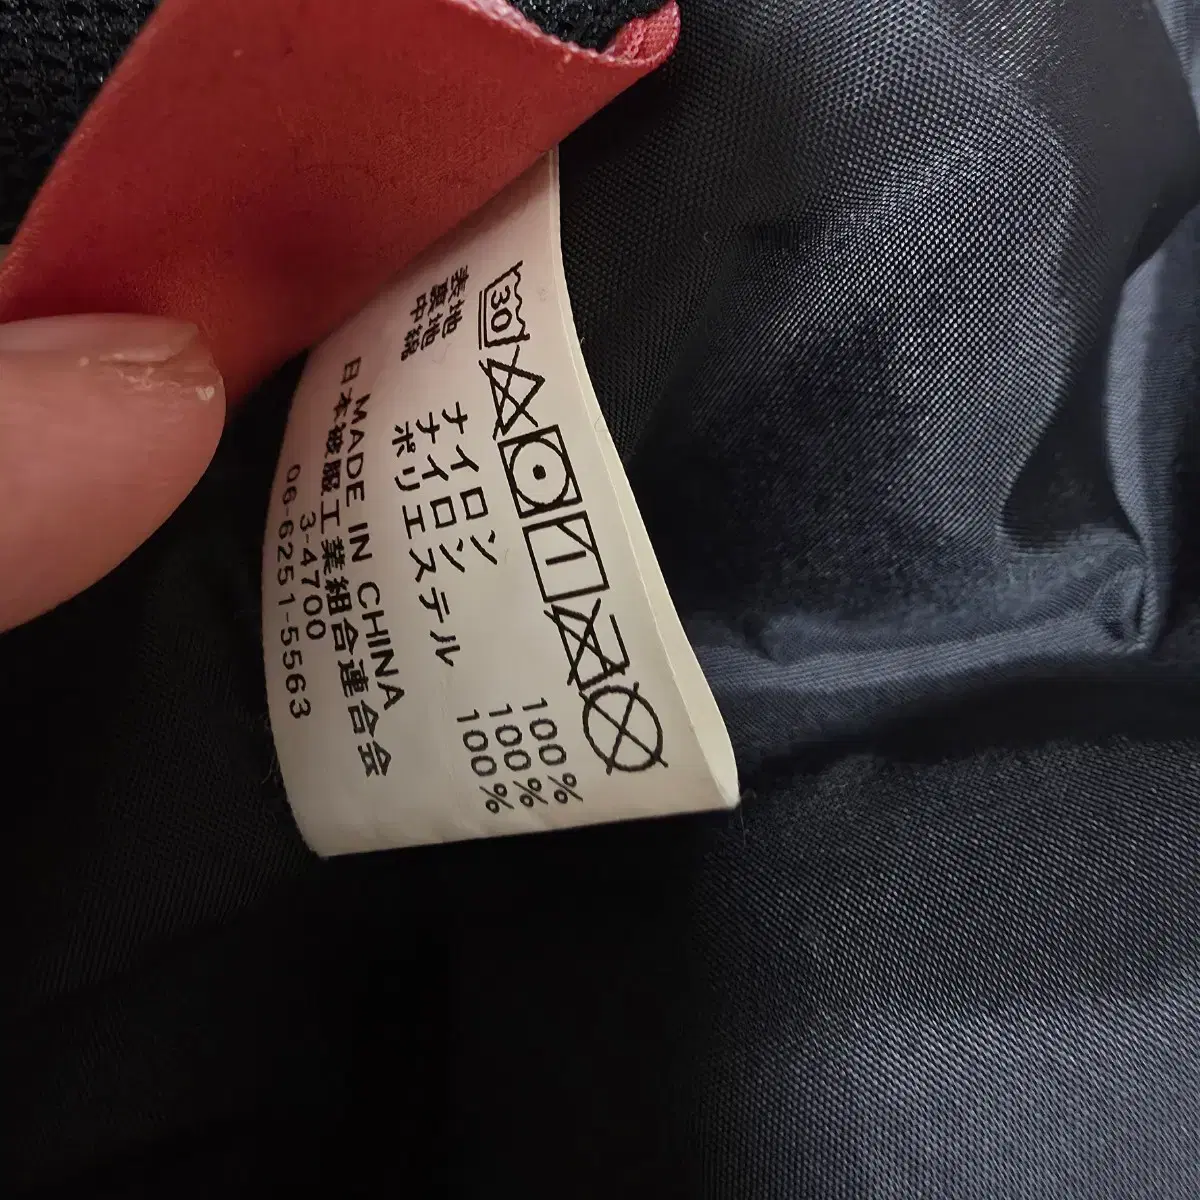 30
表地 ナイロン 100%
裏地 ナイロン 100%
中綿 ポリエステル 100%
MADE IN CHINA
日本被服工業組合連合会
3-4700
06-6251-5563